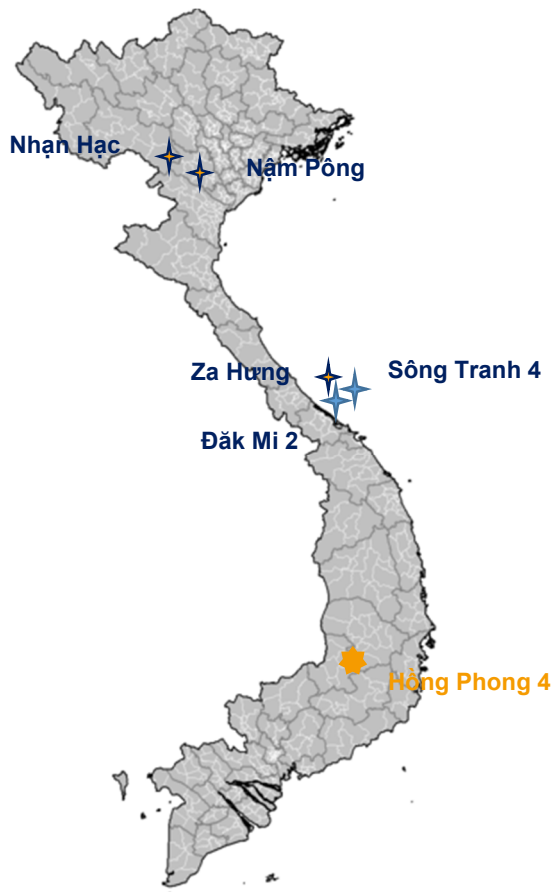 Nhạn Hạc
Nậm Pông
Za Hưng
Sông Tranh 4
Đăk Mi 2
Hồng Phong 4